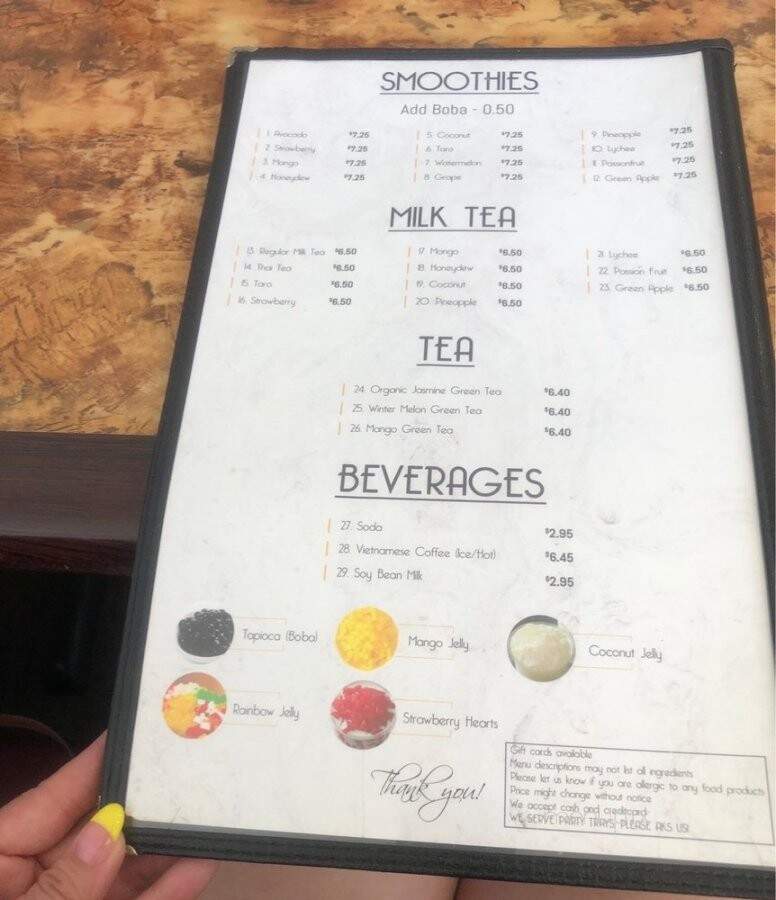 SMOOTHIES
Add Boba - 0.50
1. Avocado $7.25
2. Strawberry $7.25
3. Mango $7.25
4. Honeydew $7.25
5. Coconut $7.25
6. Taro $7.25
7. Watermelon $7.25
8. Grape $7.25
9. Pineapple $7.25
10. Lychee $7.25
11. Passionfruit $7.25
12. Green Apple $7.25
MILK TEA
13. Regular Milk Tea $6.50
14. Thai Tea $6.50
15. Taro $6.50
16. Strawberry $6.50
17. Mango $6.50
18. Honeydew $6.50
19. Coconut $6.50
20. Pineapple $6.50
21. Lychee $6.50
22. Passion Fruit $6.50
23. Green Apple $6.50
TEA
24. Organic Jasmine Green Tea $6.40
25. Winter Melon Green Tea $6.40
26. Mango Green Tea $6.40
BEVERAGES
27. Soda $2.95
28. Vietnamese Coffee (Ice/Hot) $6.45
29. Soy Bean Milk $2.95
Tapioca (Boba)
Mango Jelly
Coconut Jelly
Rainbow Jelly
Strawberry Hearts
Thank you!
Gift cards available
Menu descriptions may not list all ingredients
Please let us know if you are allergic to any food products
Price might change without notice
We accept cash and creditcard
WE SERVE PARTY TRAYS, PLEASE AKS US!